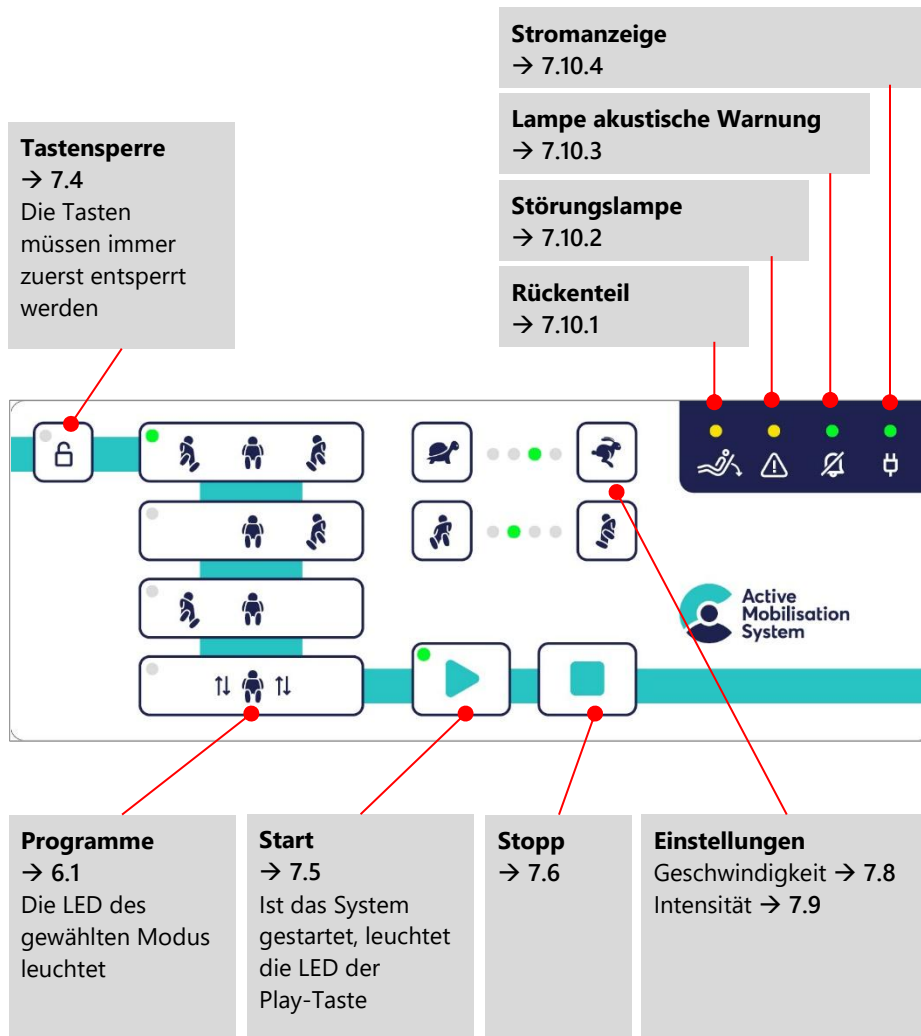 Stromanzeige
→ 7.10.4
Lampe akustische Warnung
→ 7.10.3
Störungslampe
→ 7.10.2
Rückenteil
→ 7.10.1
Tastensperre
→ 7.4
Die Tasten
müssen immer
zuerst entsperrt
werden
Active
Mobilisation
System
Programme
→ 6.1
Die LED des
gewählten Modus
leuchtet
Start
→ 7.5
Ist das System
gestartet, leuchtet
die LED der
Play-Taste
Stopp
→ 7.6
Einstellungen
Geschwindigkeit → 7.8
Intensität → 7.9